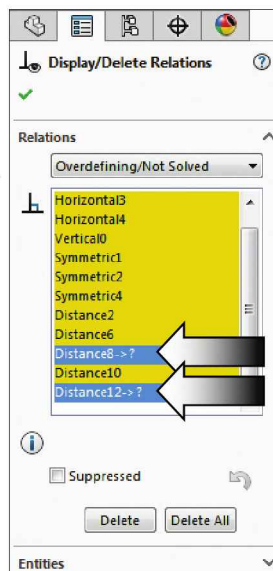 Display/Delete Relations
?
Relations
Overdefining/Not Solved
Horizontal3
Horizontal4
Vertical0
Symmetric1
Symmetric2
Symmetric4
Distance2
Distance6
Distance8->?
Distance10
Distance12->?
Suppressed
Delete
Delete All
Entities